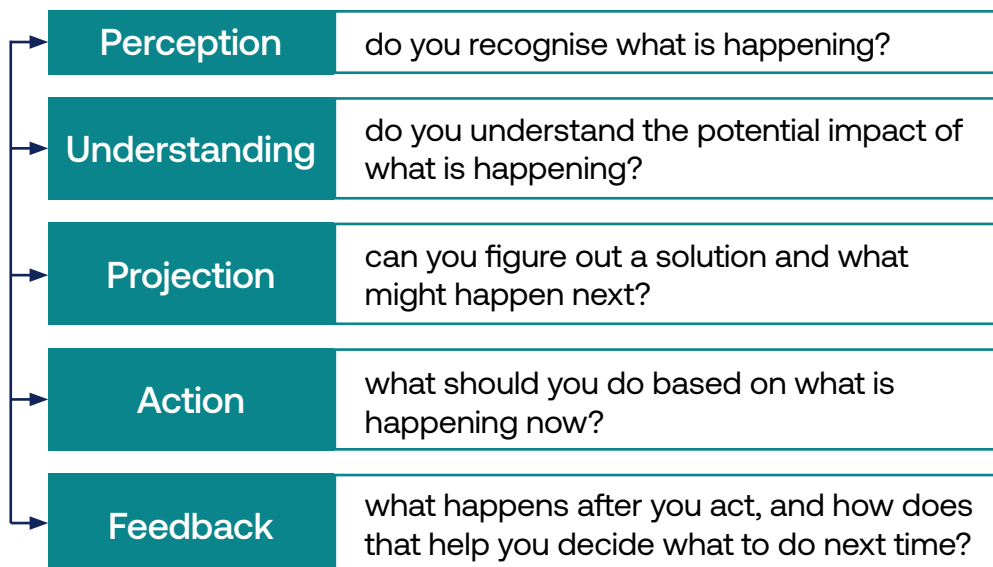 Perception
do you recognise what is happening?
Understanding
do you understand the potential impact of
what is happening?
Projection
can you figure out a solution and what
might happen next?
Action
what should you do based on what is
happening now?
Feedback
what happens after you act, and how does
that help you decide what to do next time?